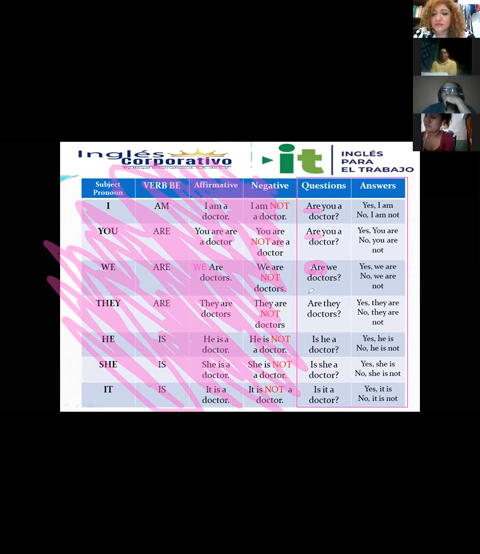 Inglés
Corporativo
it
INGLÉS
PARA
EL TRABAJO
Subject
Pronoun
VERB BE
Affirmative
Negative
Questions
Answers
I
AM
I am a
doctor.
I am NOT
a doctor.
Are you a
doctor?
Yes, I am
No, I am not
YOU
ARE
You are are
a doctor
You are
NOT are a
doctor
Are you a
doctor?
Yes, You are
No, you are
not
WE
ARE
WE Are
doctors.
We are
NOT
doctors.
Are we
doctors?
Yes, we are
No, we are
not
THEY
ARE
They are
doctors
They are
NOT
doctors
Are they
doctors?
Yes, they are
No, they are
not
HE
IS
He is a
doctor.
He is NOT
a doctor.
Is he a
doctor?
Yes, he is
No, he is not
SHE
IS
She is a
doctor.
She is NOT
a doctor.
Is she a
doctor?
Yes, she is
No, she is not
IT
IS
It is a
doctor.
It is NOT a
doctor.
Is it a
doctor?
Yes, it is
No, it is not